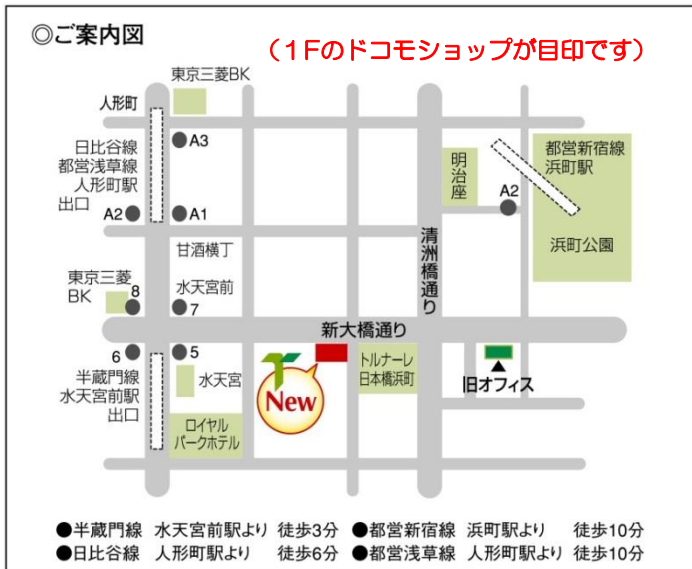 ◎ご案内図
（１Fのドコモショップが目印です）
東京三菱BK
人形町
日比谷線
都営浅草線
人形町駅
出口
A3
A2
A1
都営新宿線
浜町駅
明治座
A2
浜町公園
甘酒横丁
清洲橋通り
東京三菱
BK
8
水天宮前
7
新大橋通り
6
5
半蔵門線
水天宮前駅
出口
水天宮
New
トルナーレ
日本橋浜町
旧オフィス
ロイヤル
パークホテル
●半蔵門線 水天宮前駅より 徒歩3分 ●都営新宿線 浜町駅より 徒歩10分
●日比谷線 人形町駅より 徒歩6分 ●都営浅草線 人形町駅より 徒歩10分